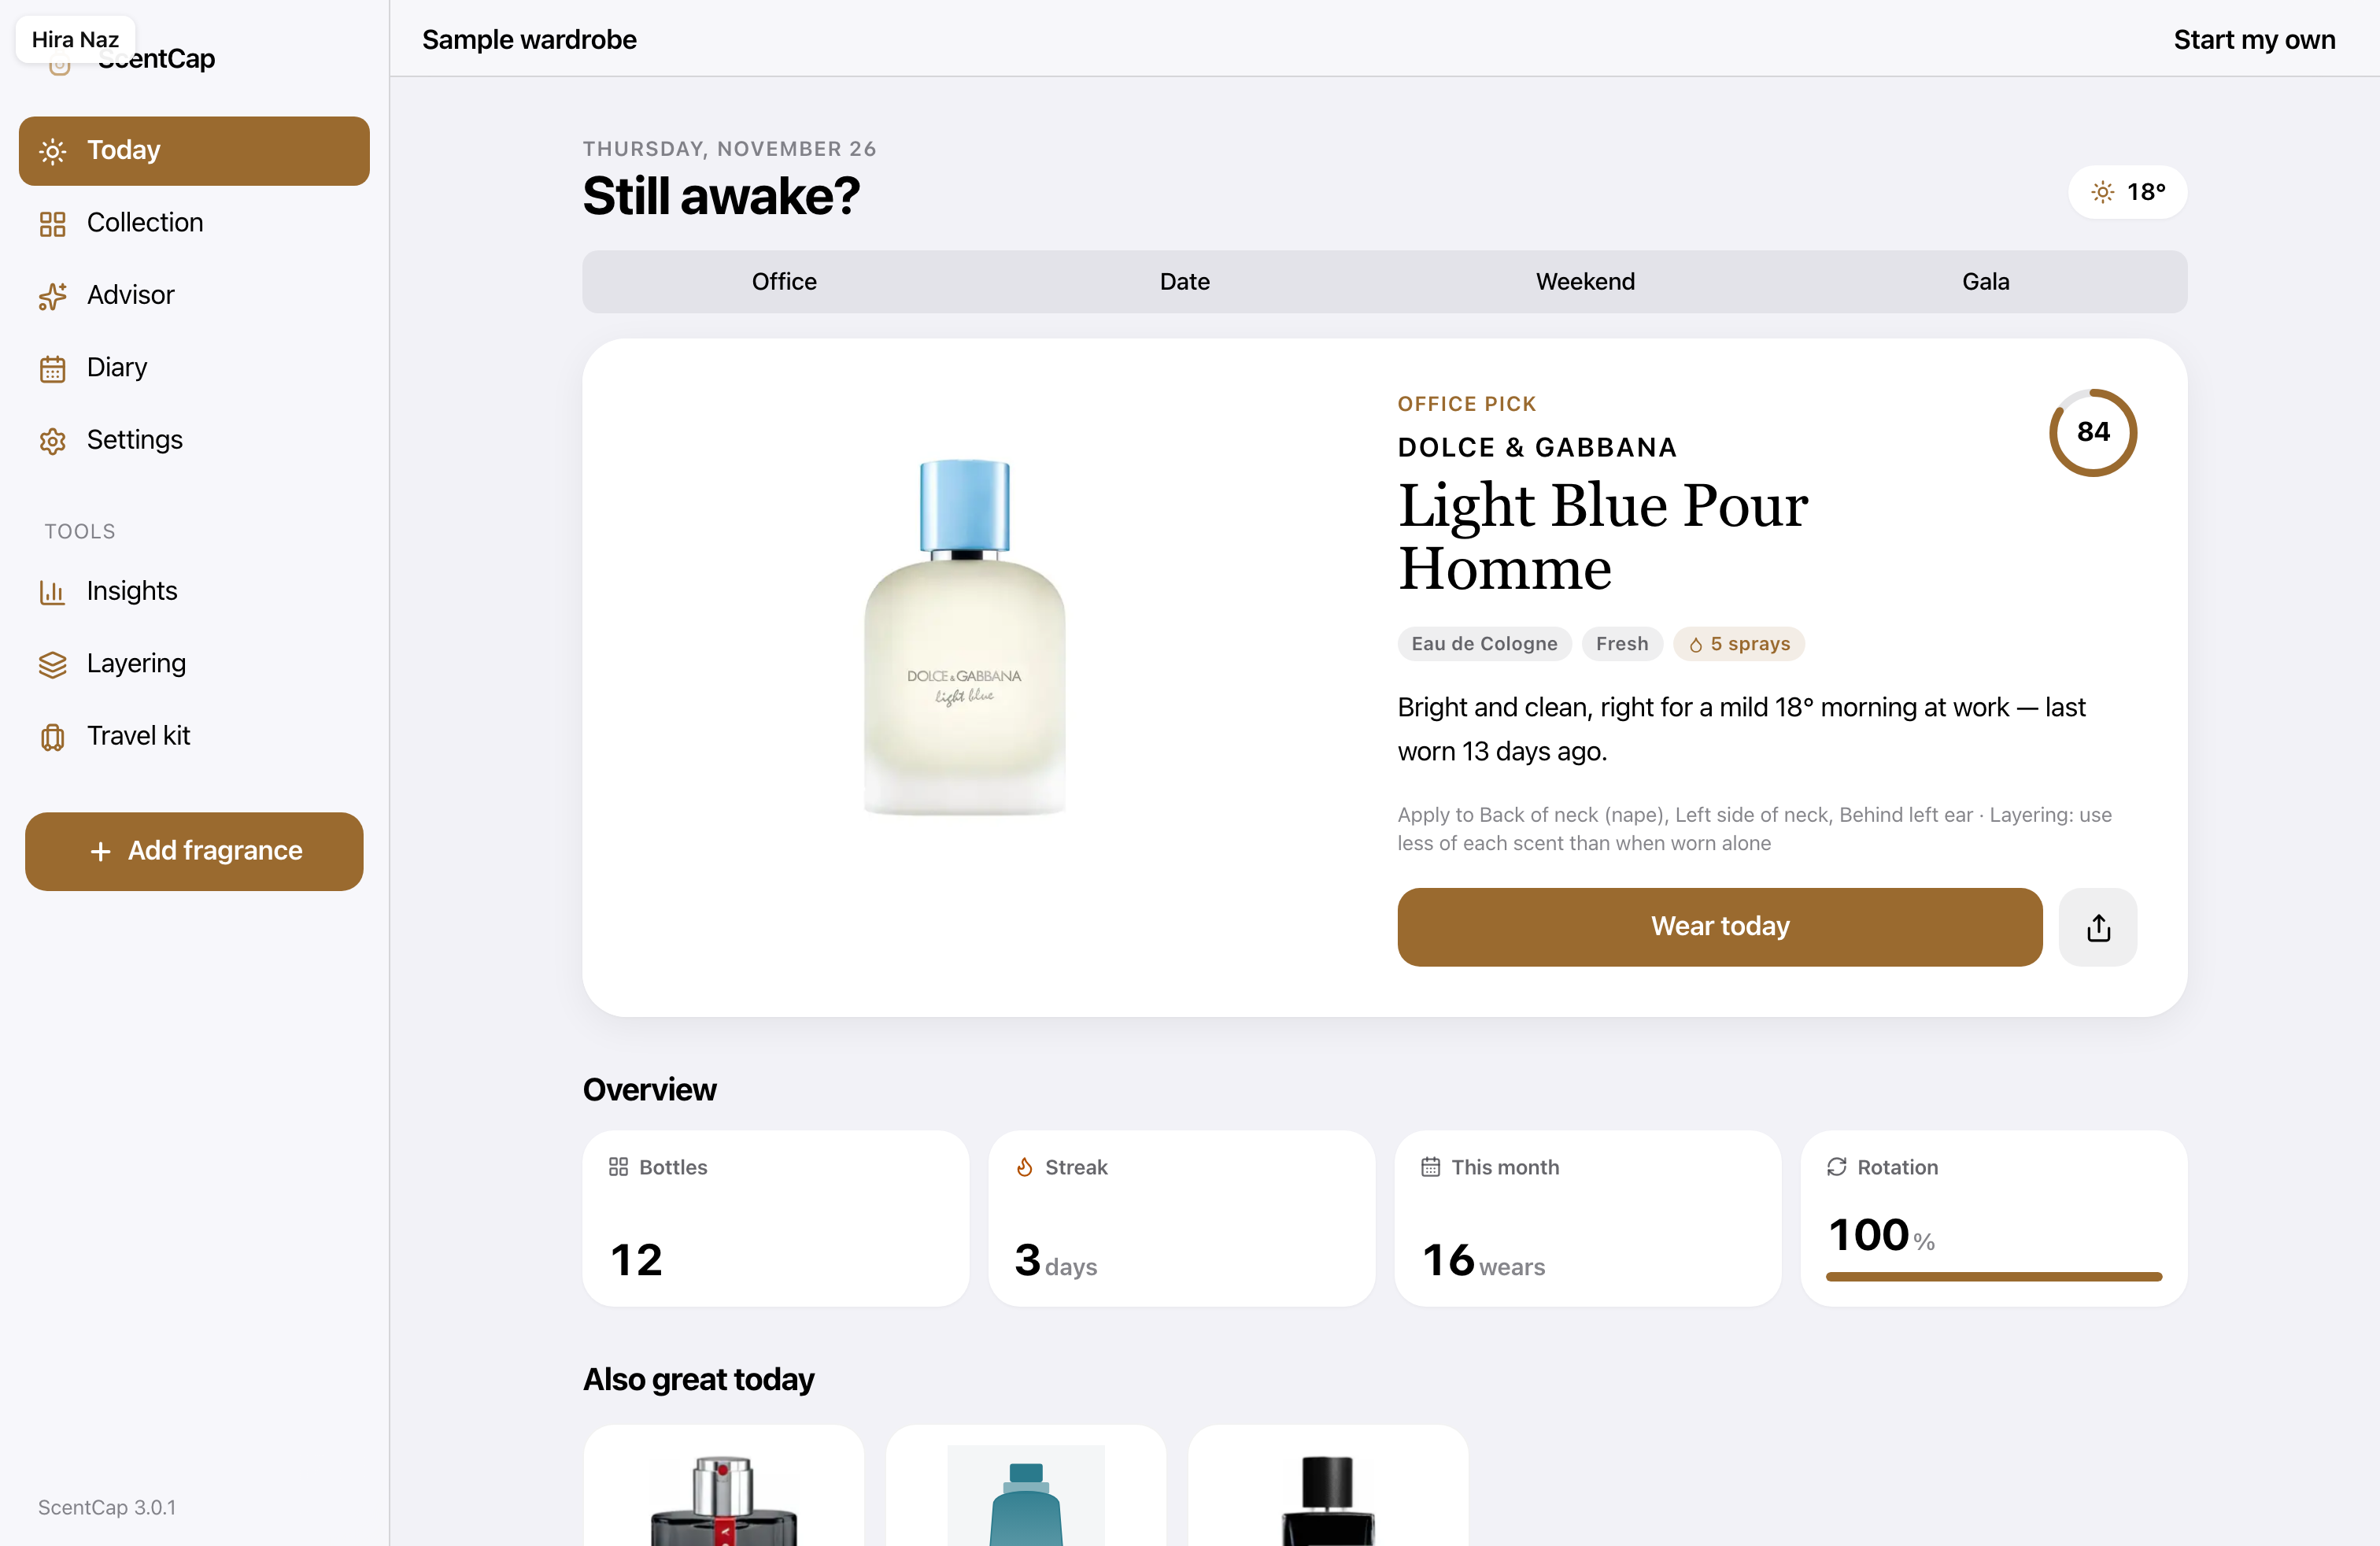 Hira Naz
ScentCap
Today
Collection
Advisor
Diary
Settings
TOOLS
Insights
Layering
Travel kit
Add fragrance
ScentCap 3.0.1
Sample wardrobe
Start my own
THURSDAY, NOVEMBER 26
Still awake?
18°
Office
Date
Weekend
Gala
DOLCE & GABBANA
light blue
OFFICE PICK
84
DOLCE & GABBANA
Light Blue Pour
Homme
Eau de Cologne
Fresh
5 sprays
Bright and clean, right for a mild 18° morning at work — last
worn 13 days ago.
Apply to Back of neck (nape), Left side of neck, Behind left ear · Layering: use
less of each scent than when worn alone
Wear today
Overview
Bottles
12
Streak
3 days
This month
16 wears
Rotation
100 %
Also great today